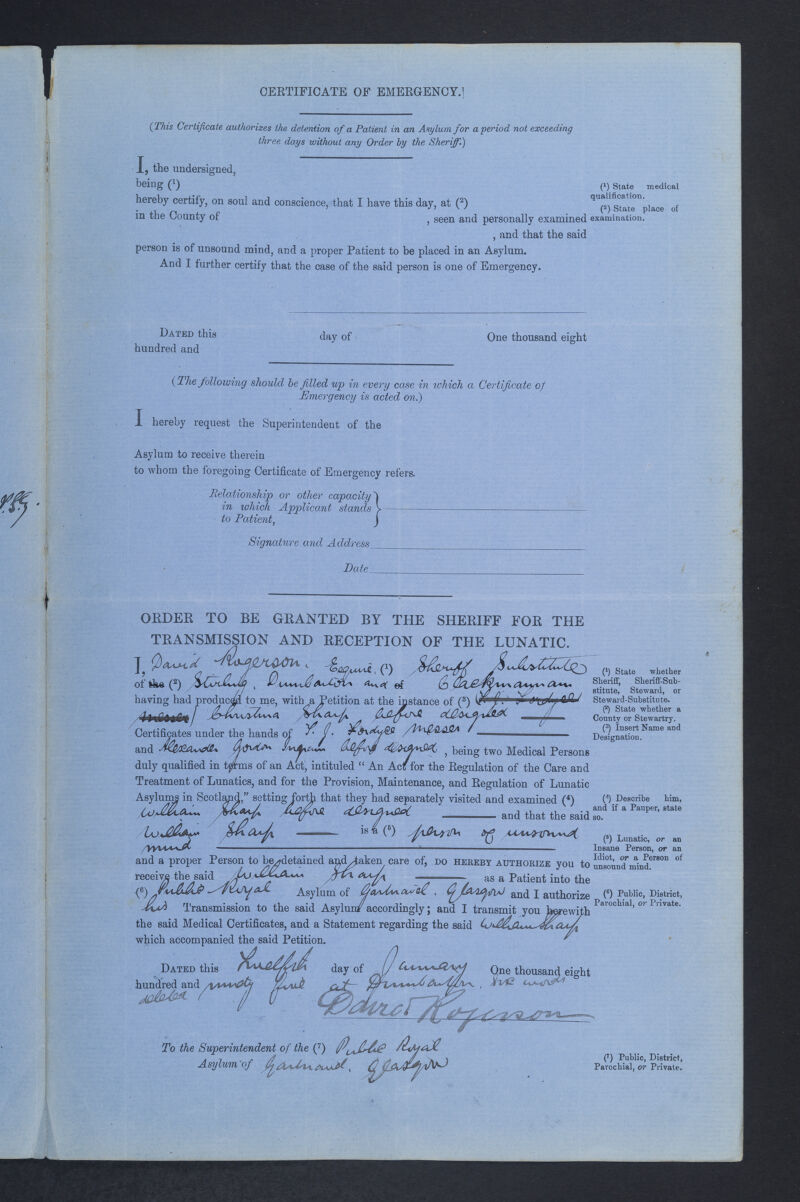 CERTIFICATE OF EMERGENCY.
(This Certificate authorizes the detention of a Patient in an Asylum for a period not exceeding
three days without any Order by the Sheriff.)
I, the undersigned,
being (¹)
hereby certify, on soul and conscience, that I have this day, at (²)
in the County of , seen and personally examined
, and that the said
person is of unsound mind, and a proper Patient to be placed in an Asylum.
And I further certify that the case of the said person is one of Emergency.
(¹) State medical
qualification.
(²) State place of
examination.
DATED this day of One thousand eight
hundred and
(The following should be filled up in every case in which a Certificate of
Emergency is acted on.)
I hereby request the Superintendent of the
Asylum to receive therein
to whom the foregoing Certificate of Emergency refers.
Relationship or other capacity
in which Applicant stands
to Patient,
Signature and Address
Date
ORDER TO BE GRANTED BY THE SHERIFF FOR THE
TRANSMISSION AND RECEPTION OF THE LUNATIC.
I, David Rogerson, Esquire, (¹) Sheriff Substitute
of the (²) Stirling, Dumbarton and of Clackmannan
having had produced to me, with a Petition at the instance of (³) T. J. Fordyce
Messer Christina Sharp before designed
Certificates under the hands of T. J. Fordyce Messer
and Alexander Gordon Ingram before designed, being two Medical Persons
duly qualified in terms of an Act, intituled "An Act for the Regulation of the Care and
Treatment of Lunatics, and for the Provision, Maintenance, and Regulation of Lunatic
Asylums in Scotland," setting forth that they had separately visited and examined (⁴)
William Sharp before designed and that the said
William Sharp is a (⁵) person of unsound
mind
and a proper Person to be detained and taken care of, DO HEREBY AUTHORIZE you to
receive the said William Sharp as a Patient into the
(⁶) Public Royal Asylum of Gartnavel, Glasgow and I authorize
his Transmission to the said Asylum accordingly; and I transmit you herewith
the said Medical Certificates, and a Statement regarding the said William Sharp
which accompanied the said Petition.
DATED this Twelfth day of January One thousand eight
hundred and ninety five at Dumbarton. six words
deleted
David Rogerson
To the Superintendent of the (⁷) Public Royal
Asylum of Gartnavel, Glasgow
(¹) State whether
Sheriff, Sheriff-Sub-
stitute, Steward, or
Steward-Substitute.
(²) State whether a
County or Stewartry.
(³) Insert Name and
Designation.
(⁴) Describe him,
and if a Pauper, state
so.
(⁵) Lunatic, or an
Insane Person, or an
Idiot, or a Person of
unsound mind.
(⁶) Public, District,
Parochial, or Private.
(⁷) Public, District,
Parochial, or Private.